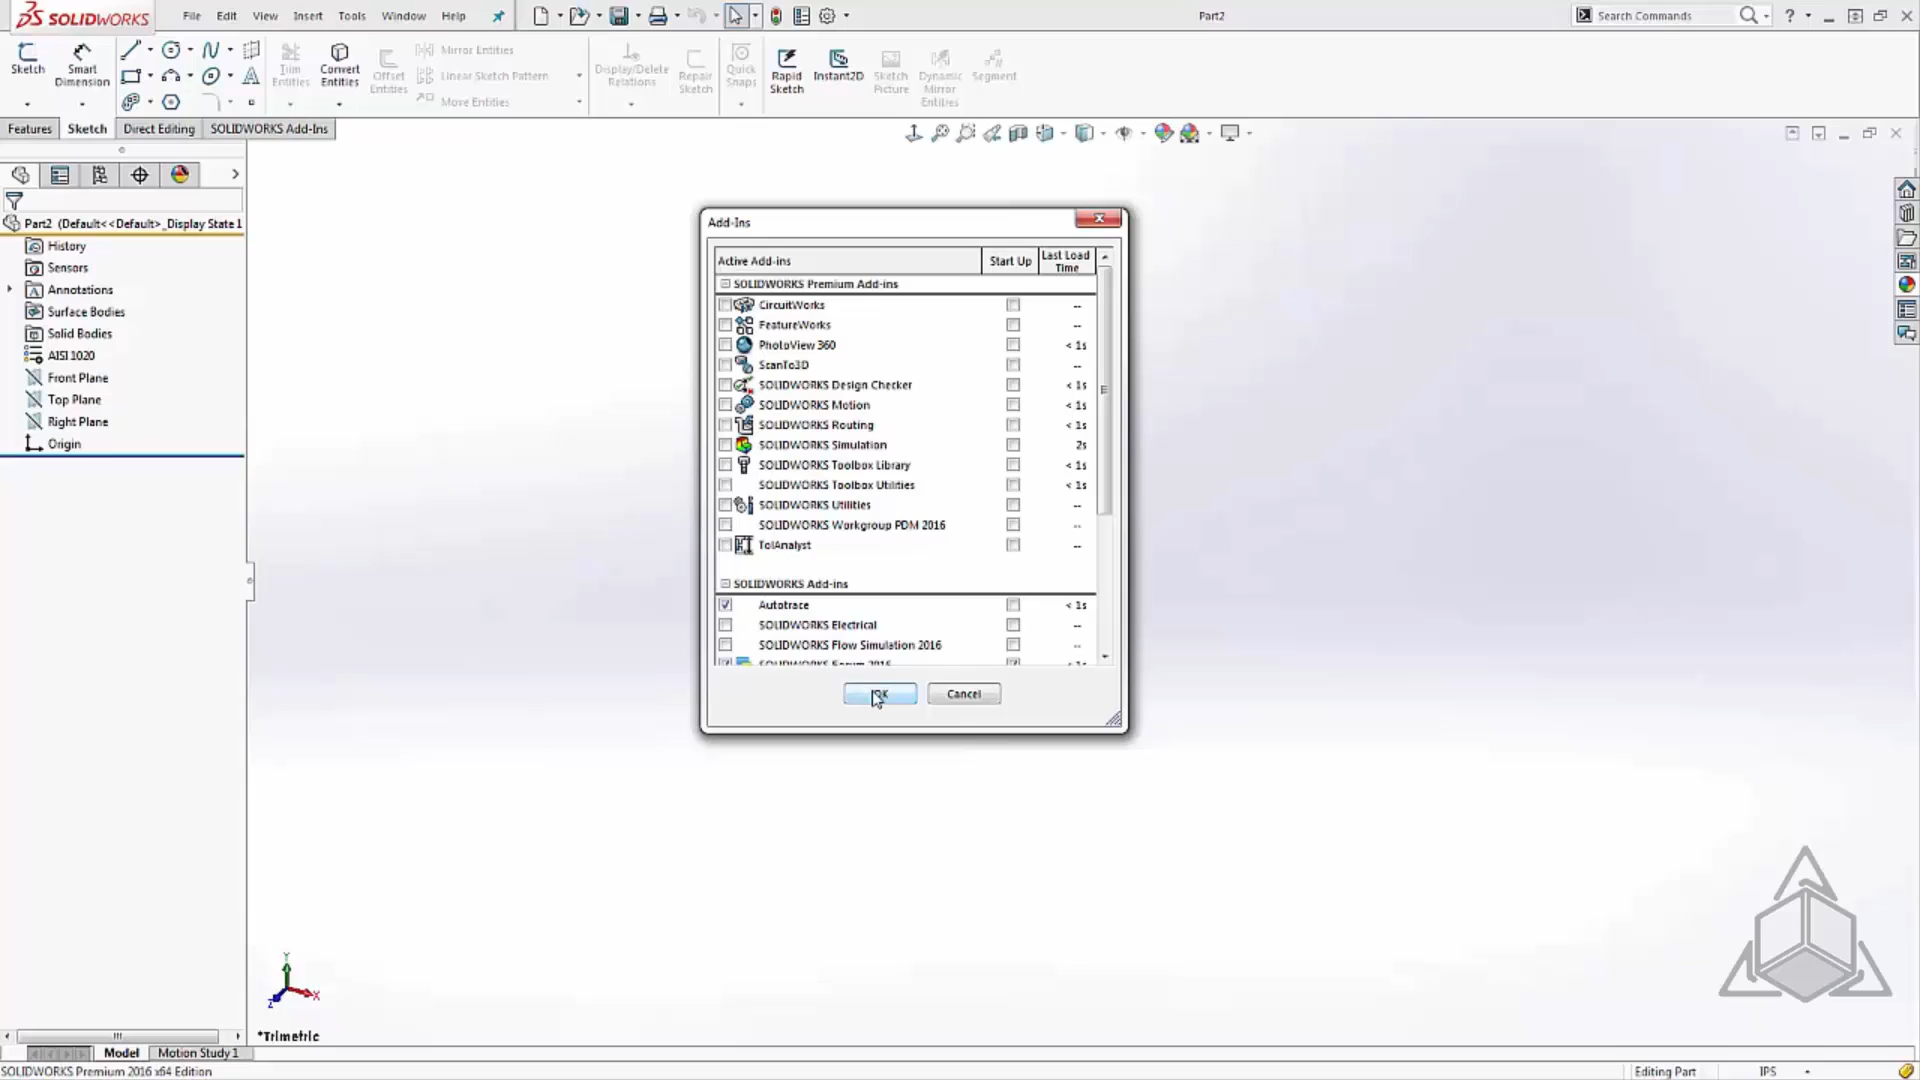 SOLIDWORKS
File Edit View Insert Tools Window Help
Part2
Search Commands
Sketch
Smart Dimension
Trim Entities
Convert Entities
Offset Entities
Mirror Entities
Linear Sketch Pattern
Move Entities
Display/Delete Relations
Repair Sketch
Quick Snaps
Rapid Sketch
Instant2D
Sketch Picture
Dynamic Mirror Entities
Segment
Features Sketch Direct Editing SOLIDWORKS Add-Ins
Part2 (Default<<Default>_Display State 1
History
Sensors
Annotations
Surface Bodies
Solid Bodies
AISI 1020
Front Plane
Top Plane
Right Plane
Origin
Add-Ins
Active Add-ins Start Up Last Load Time
SOLIDWORKS Premium Add-ins
CircuitWorks --
FeatureWorks --
PhotoView 360 < 1s
ScanTo3D --
SOLIDWORKS Design Checker < 1s
SOLIDWORKS Motion < 1s
SOLIDWORKS Routing < 1s
SOLIDWORKS Simulation 2s
SOLIDWORKS Toolbox Library < 1s
SOLIDWORKS Toolbox Utilities < 1s
SOLIDWORKS Utilities --
SOLIDWORKS Workgroup PDM 2016 --
TolAnalyst --
SOLIDWORKS Add-ins
Autotrace < 1s
SOLIDWORKS Electrical --
SOLIDWORKS Flow Simulation 2016 --
SOLIDWORKS Forum 2016 < 1s
OK Cancel
Y
X
Z
*Trimetric
Model Motion Study 1
SOLIDWORKS Premium 2016 x64 Edition
Editing Part IPS